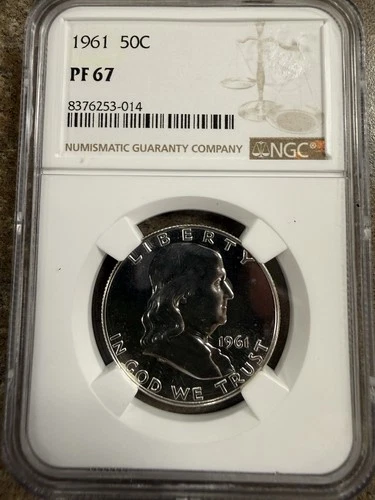 1961 50C
PF 67
8376253-014
NUMISMATIC GUARANTY COMPANY
NGC®
LIBERTY
1961
IN GOD WE TRUST